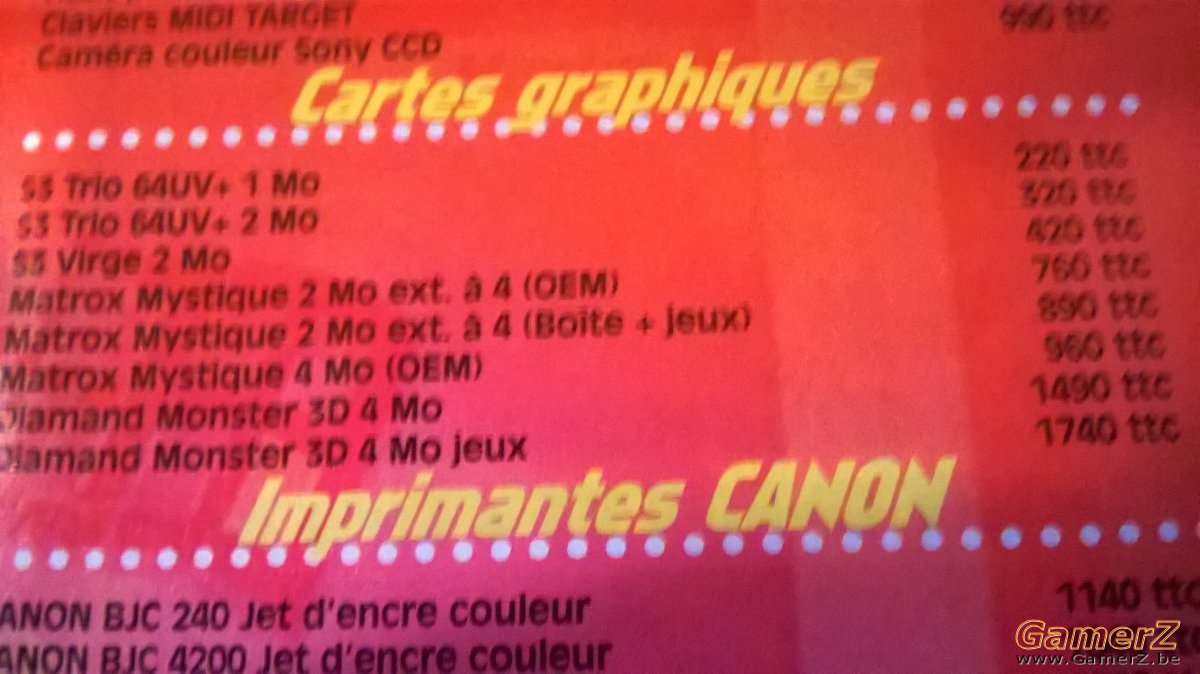 Claviers MIDI TARGET 990 ttc
Caméra couleur Sony CCD
Cartes graphiques
S3 Trio 64UV+ 1 Mo 220 ttc
S3 Trio 64UV+ 2 Mo 320 ttc
S3 Virge 2 Mo 420 ttc
Matrox Mystique 2 Mo ext. à 4 (OEM) 760 ttc
Matrox Mystique 2 Mo ext. à 4 (Boite + jeux) 890 ttc
Matrox Mystique 4 Mo (OEM) 960 ttc
Diamand Monster 3D 4 Mo 1490 ttc
Diamand Monster 3D 4 Mo jeux 1740 ttc
Imprimantes CANON
ANON BJC 240 Jet d'encre couleur 1140 ttc
ANON BJC 4200 Jet d'encre couleur
GamerZ
www.GamerZ.be